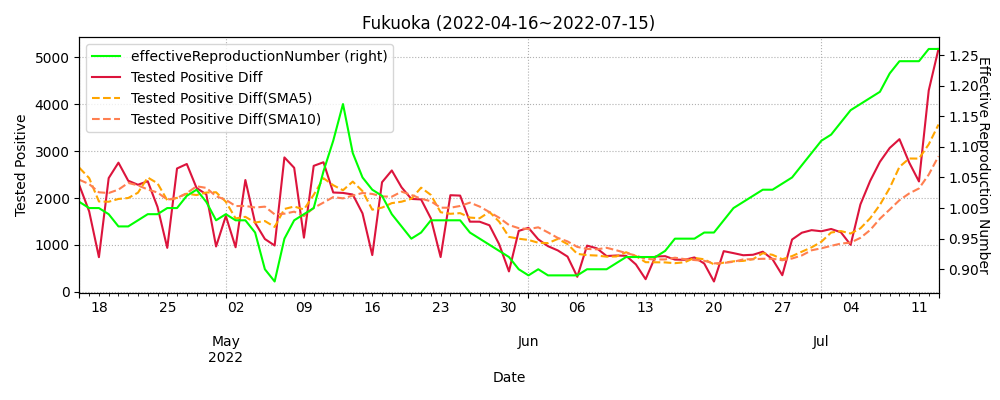 Fukuoka (2022-04-16~2022-07-15)
effectiveReproductionNumber (right)
Tested Positive Diff
Tested Positive Diff(SMA5)
Tested Positive Diff(SMA10)
Tested Positive
5000
4000
3000
2000
1000
0
Effective Reproduction Number
1.25
1.20
1.15
1.10
1.05
1.00
0.95
0.90
18 25 02 09 16 23 30 06 13 20 27 04 11
May Jun Jul
2022
Date